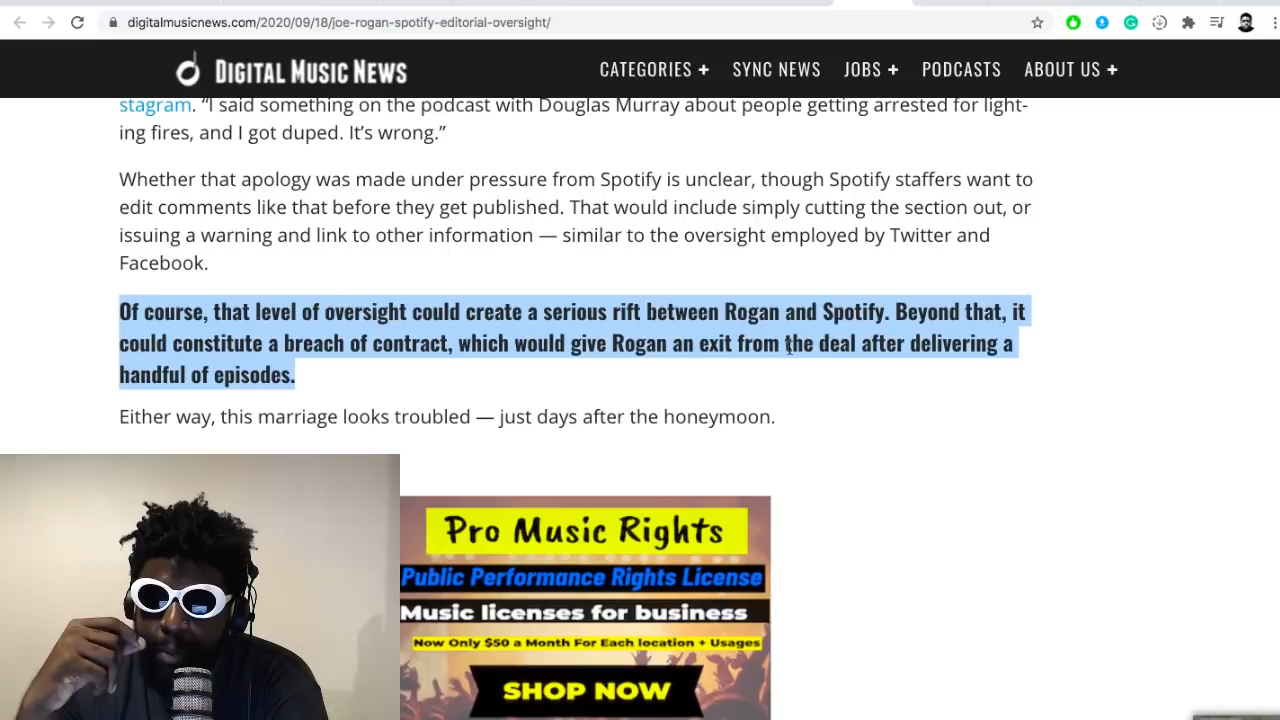 digitalmusicnews.com/2020/09/18/joe-rogan-spotify-editorial-oversight/
DIGITAL MUSIC NEWS
CATEGORIES + SYNC NEWS JOBS + PODCASTS ABOUT US +
stagram. “I said something on the podcast with Douglas Murray about people getting arrested for light-
ing fires, and I got duped. It’s wrong.”
Whether that apology was made under pressure from Spotify is unclear, though Spotify staffers want to
edit comments like that before they get published. That would include simply cutting the section out, or
issuing a warning and link to other information — similar to the oversight employed by Twitter and
Facebook.
Of course, that level of oversight could create a serious rift between Rogan and Spotify. Beyond that, it
could constitute a breach of contract, which would give Rogan an exit from the deal after delivering a
handful of episodes.
Either way, this marriage looks troubled — just days after the honeymoon.
Pro Music Rights
Public Performance Rights License
Music licenses for business
Now Only $50 a Month For Each location + Usages
SHOP NOW